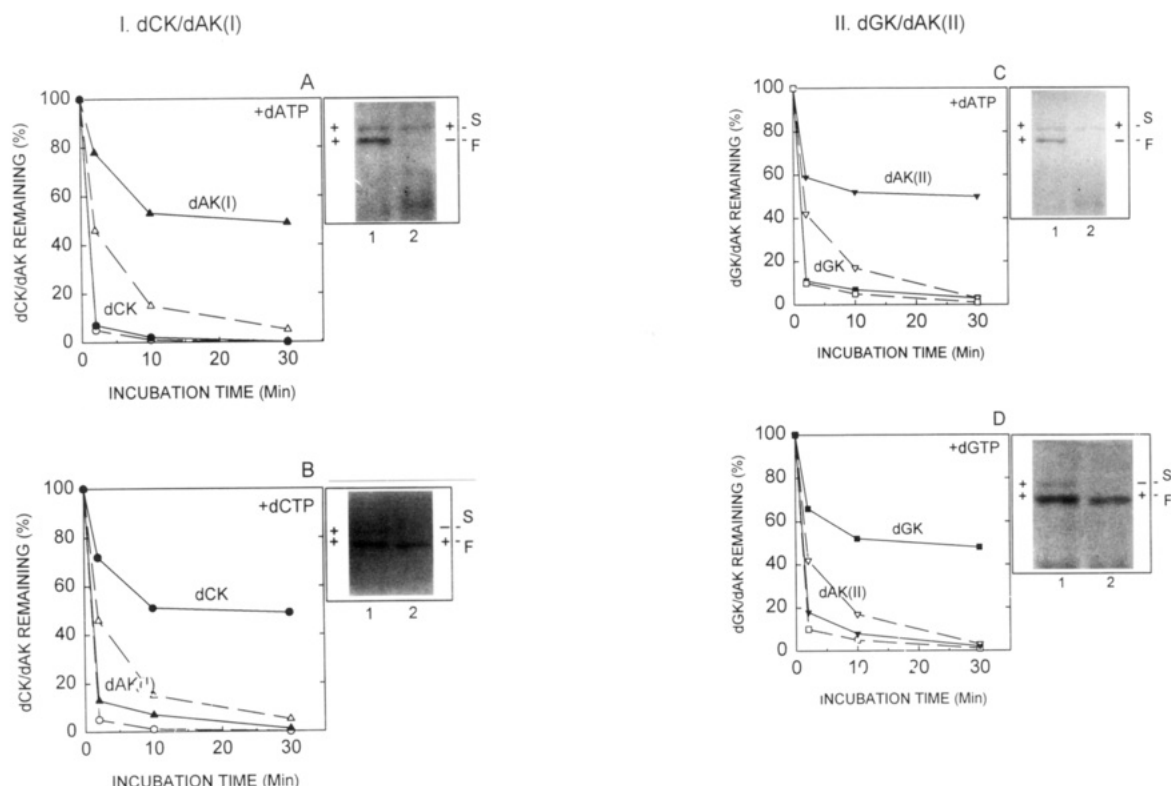 I. dCK/dAK(I)
II. dGK/dAK(II)
A
+dATP
100
80
60
40
20
0
dCK/dAK REMAINING (%)
dAK(I)
dCK
0 10 20 30
INCUBATION TIME (Min)
+ + - S
+ − - F
1 2
C
+dATP
100
80
60
40
20
0
dGK/dAK REMAINING (%)
dAK(II)
dGK
0 10 20 30
INCUBATION TIME (Min)
+ + - S
+ − - F
1 2
B
+dCTP
100
80
60
40
20
0
dCK/dAK REMAINING (%)
dCK
0 10 20 30
INCUBATION TIME (Min)
+ − - S
+ + - F
1 2
D
+dGTP
100
80
60
40
20
0
dGK/dAK REMAINING (%)
dGK
dAK(II)
0 10 20 30
INCUBATION TIME (Min)
+ − - S
+ + - F
1 2